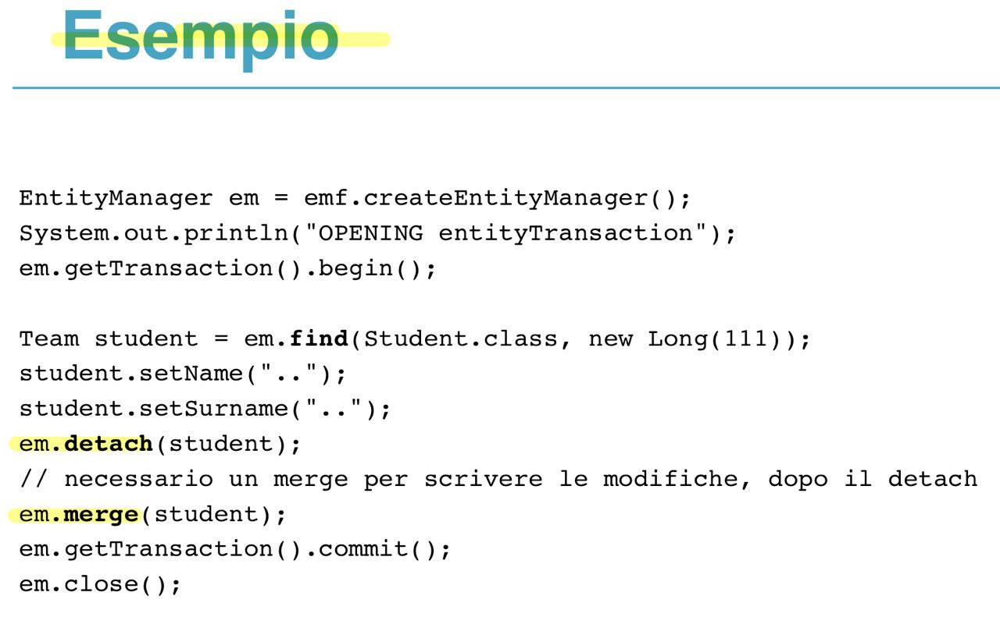 Esempio
EntityManager em = emf.createEntityManager();
System.out.println("OPENING entityTransaction");
em.getTransaction().begin();
Team student = em.find(Student.class, new Long(111));
student.setName("..");
student.setSurname("..");
em.detach(student);
// necessario un merge per scrivere le modifiche, dopo il detach
em.merge(student);
em.getTransaction().commit();
em.close();